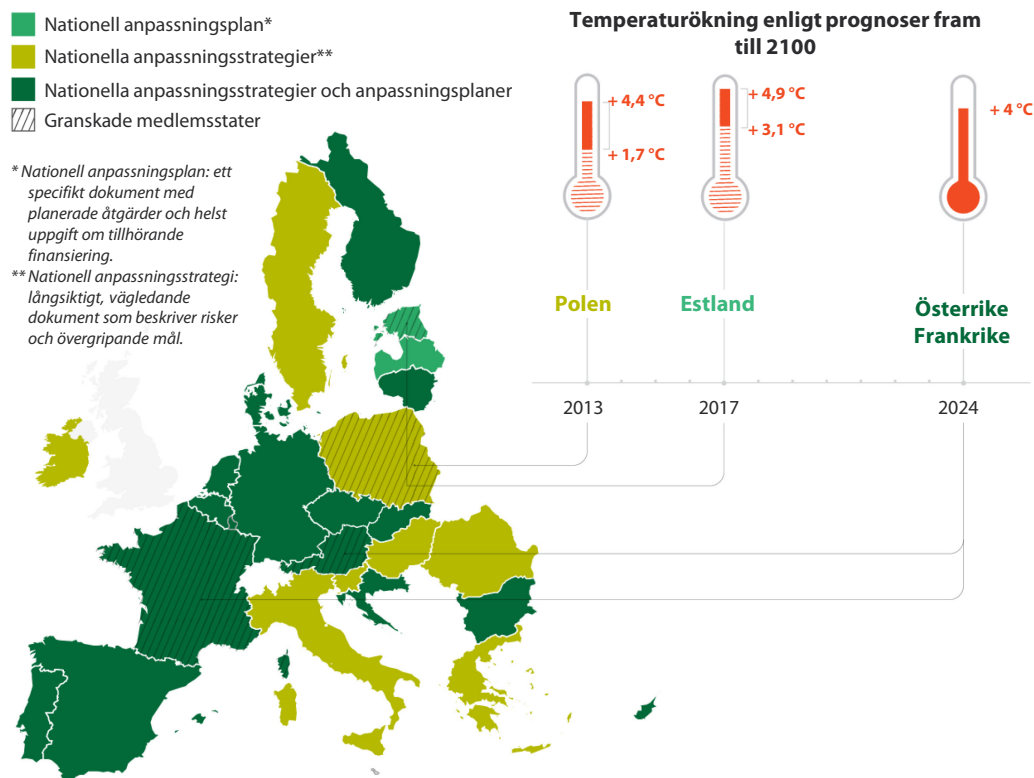 Nationell anpassningsplan*
Nationella anpassningsstrategier**
Nationella anpassningsstrategier och anpassningsplaner
Granskade medlemsstater
* Nationell anpassningsplan: ett
specifikt dokument med
planerade åtgärder och helst
uppgift om tillhörande
finansiering.
** Nationell anpassningsstrategi:
långsiktigt, vägledande
dokument som beskriver risker
och övergripande mål.
Temperaturökning enligt prognoser fram
till 2100
+ 4,4 °C
+ 1,7 °C
+ 4,9 °C
+ 3,1 °C
+ 4 °C
Polen
Estland
Österrike
Frankrike
2013
2017
2024